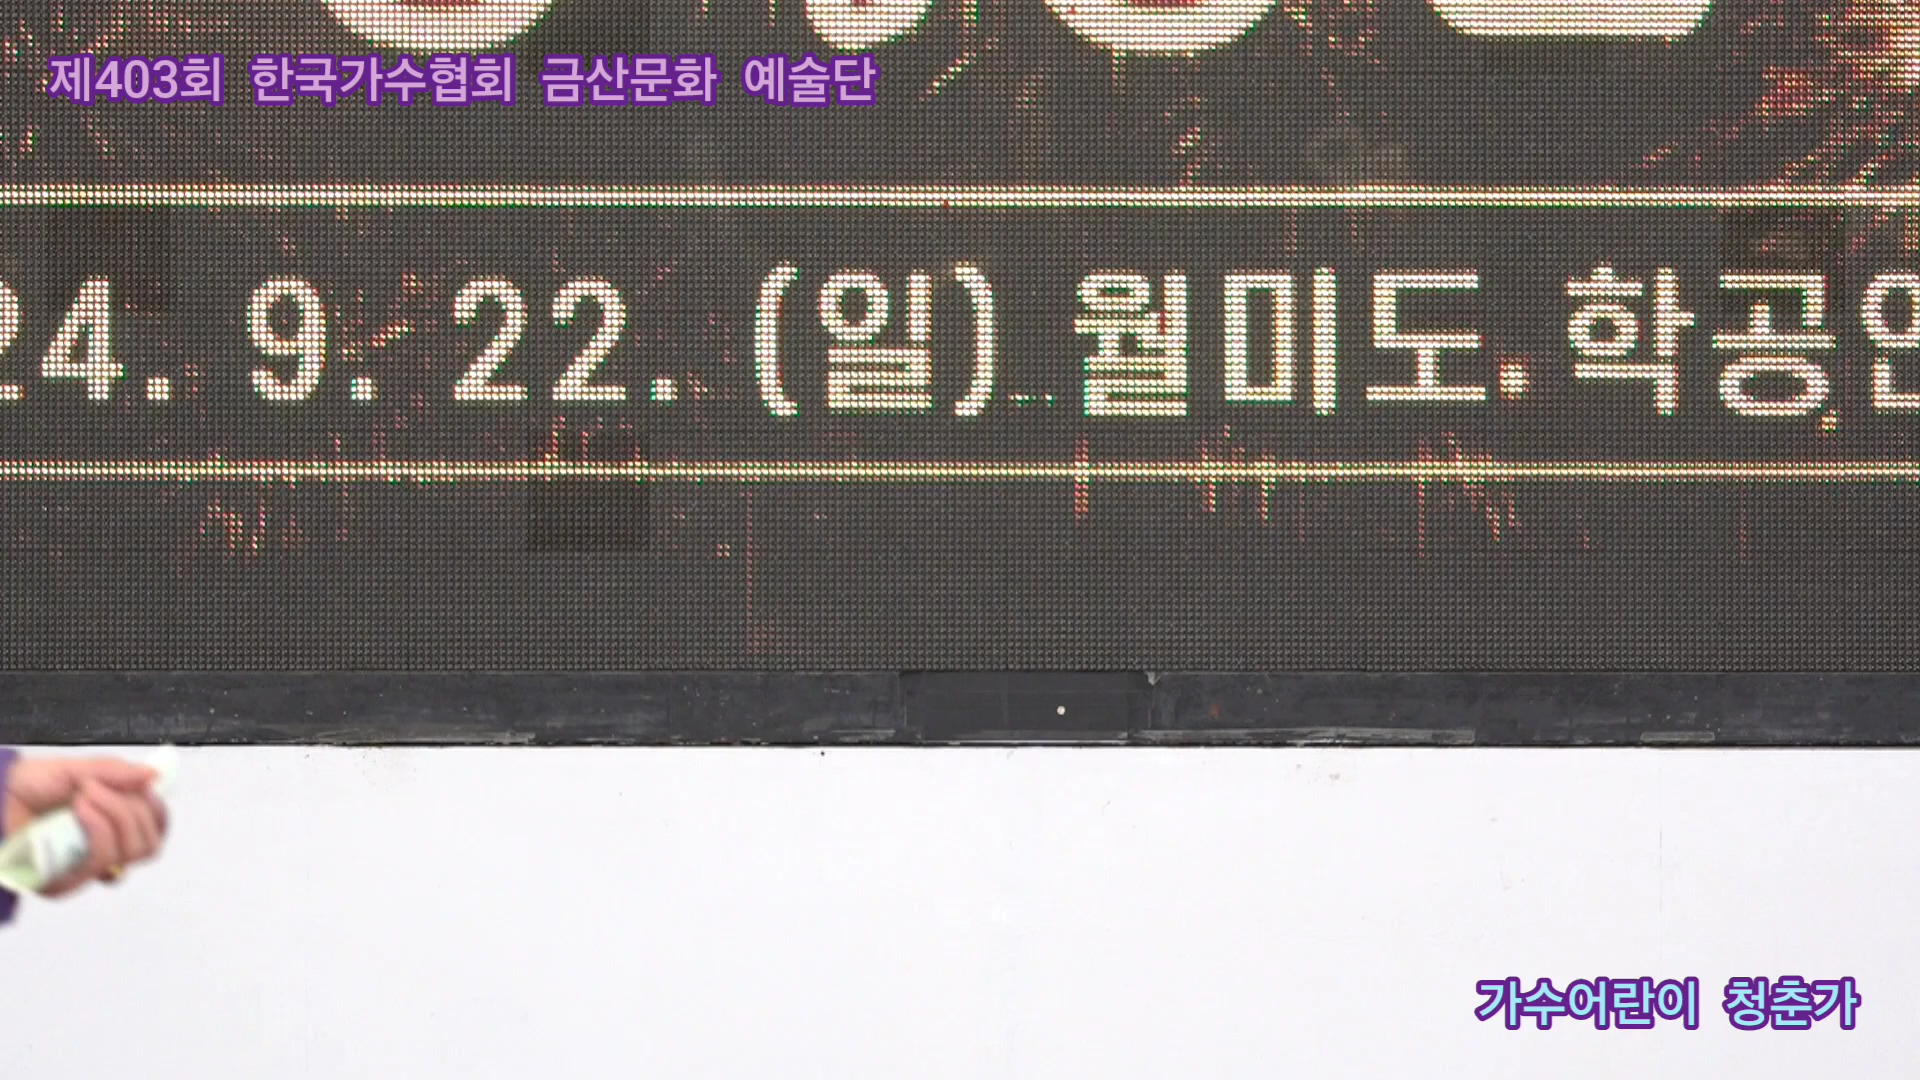 제403회 한국가수협회 금산문화 예술단
24. 9. 22. (일) 월미도. 학공연
가수어란이 청춘가